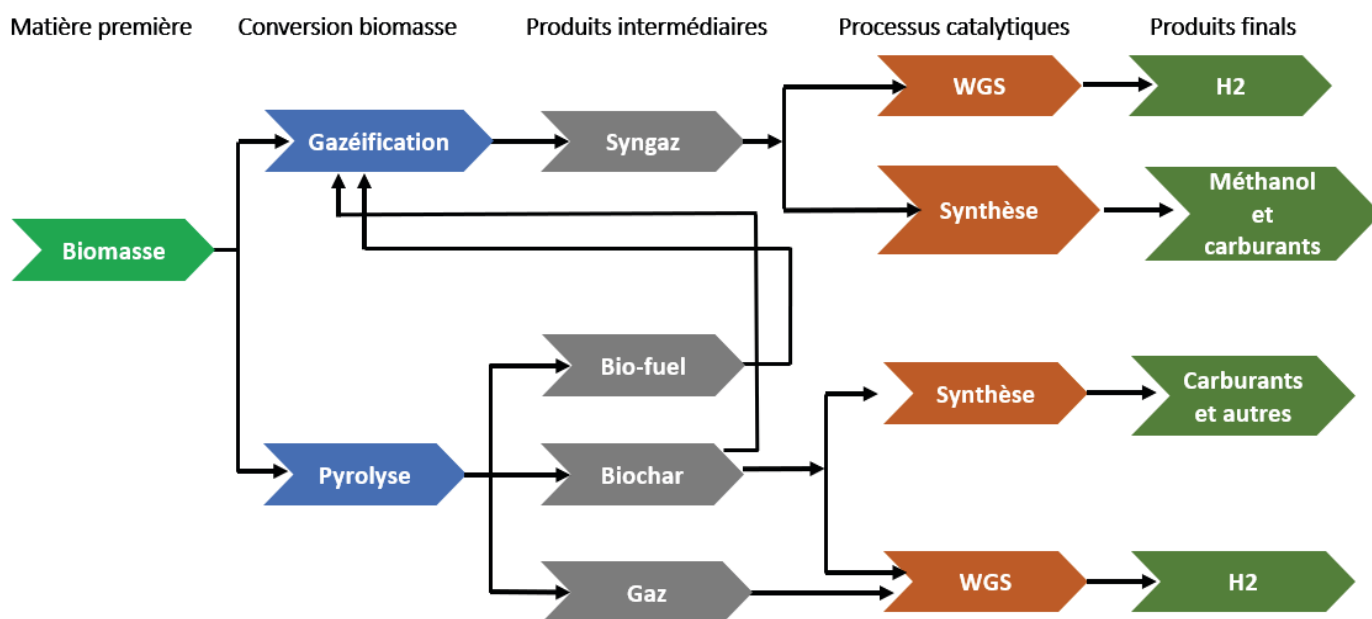 Matière première
Conversion biomasse
Produits intermédiaires
Processus catalytiques
Produits finals
WGS
H2
Gazéification
Syngaz
Synthèse
Méthanol
et
carburants
Biomasse
Bio-fuel
Synthèse
Carburants
et autres
Pyrolyse
Biochar
Gaz
WGS
H2